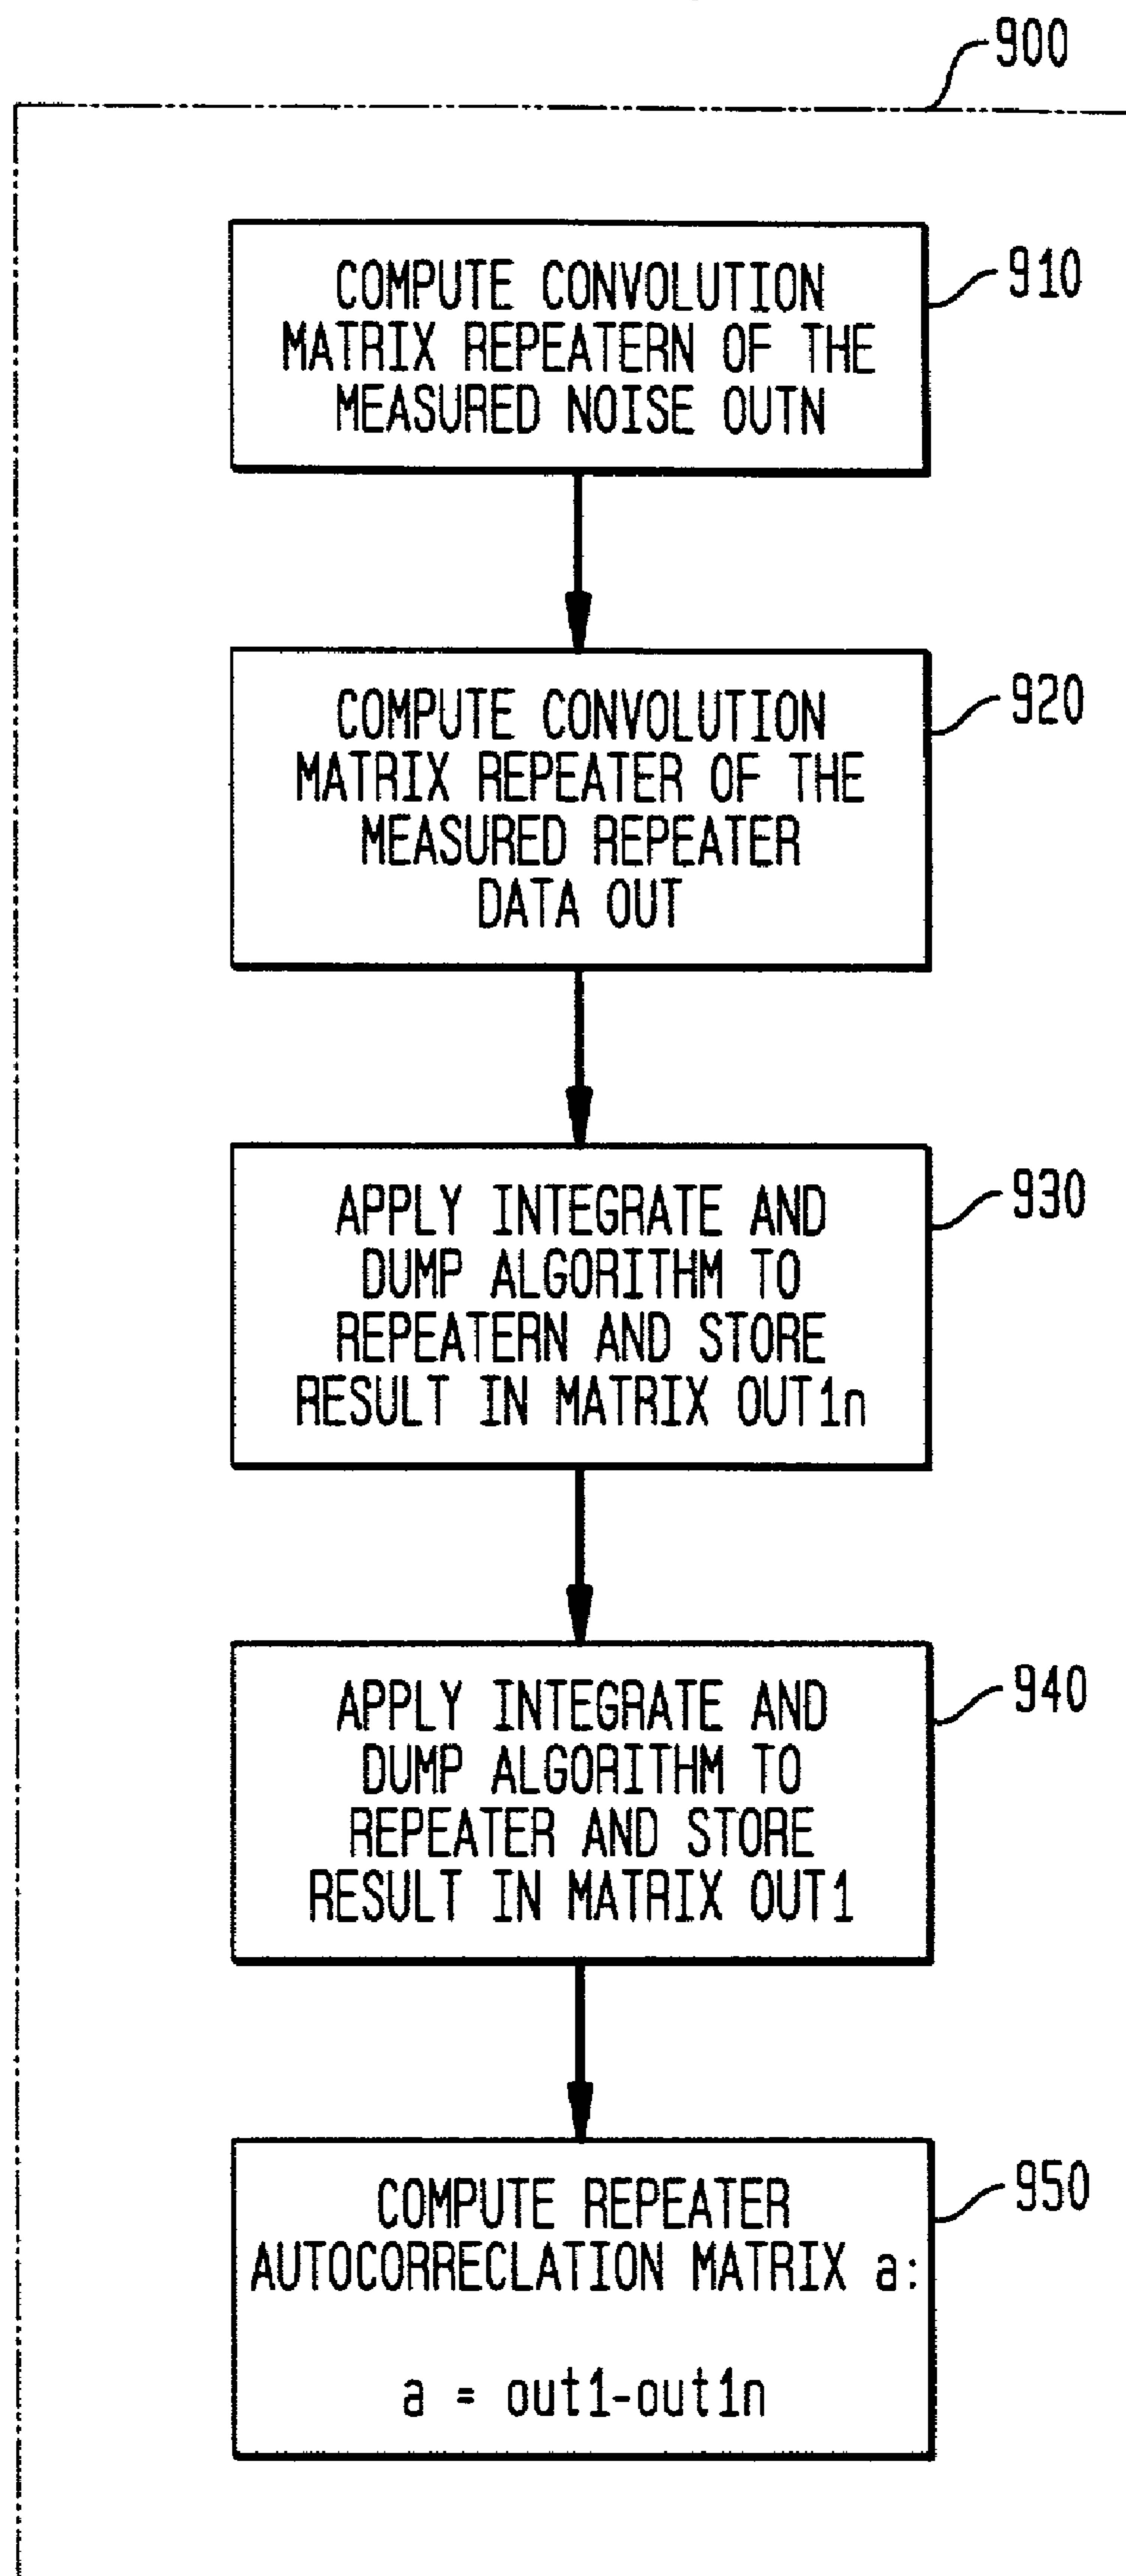 900
COMPUTE CONVOLUTION
MATRIX REPEATERN OF THE
MEASURED NOISE OUTN
910
COMPUTE CONVOLUTION
MATRIX REPEATER OF THE
MEASURED REPEATER
DATA OUT
920
APPLY INTEGRATE AND
DUMP ALGORITHM TO
REPEATERN AND STORE
RESULT IN MATRIX OUT1n
930
APPLY INTEGRATE AND
DUMP ALGORITHM TO
REPEATER AND STORE
RESULT IN MATRIX OUT1
940
COMPUTE REPEATER
AUTOCORRECLATION MATRIX a:
a = out1-out1n
950